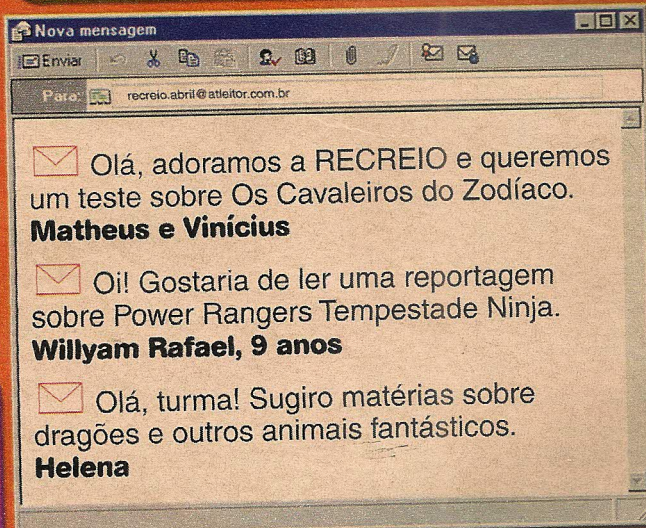 Nova mensagem
Enviar
Para: recreio.abril@atleitor.com.br
Olá, adoramos a RECREIO e queremos
um teste sobre Os Cavaleiros do Zodíaco.
Matheus e Vinícius
Oi! Gostaria de ler uma reportagem
sobre Power Rangers Tempestade Ninja.
Willyam Rafael, 9 anos
Olá, turma! Sugiro matérias sobre
dragões e outros animais fantásticos.
Helena